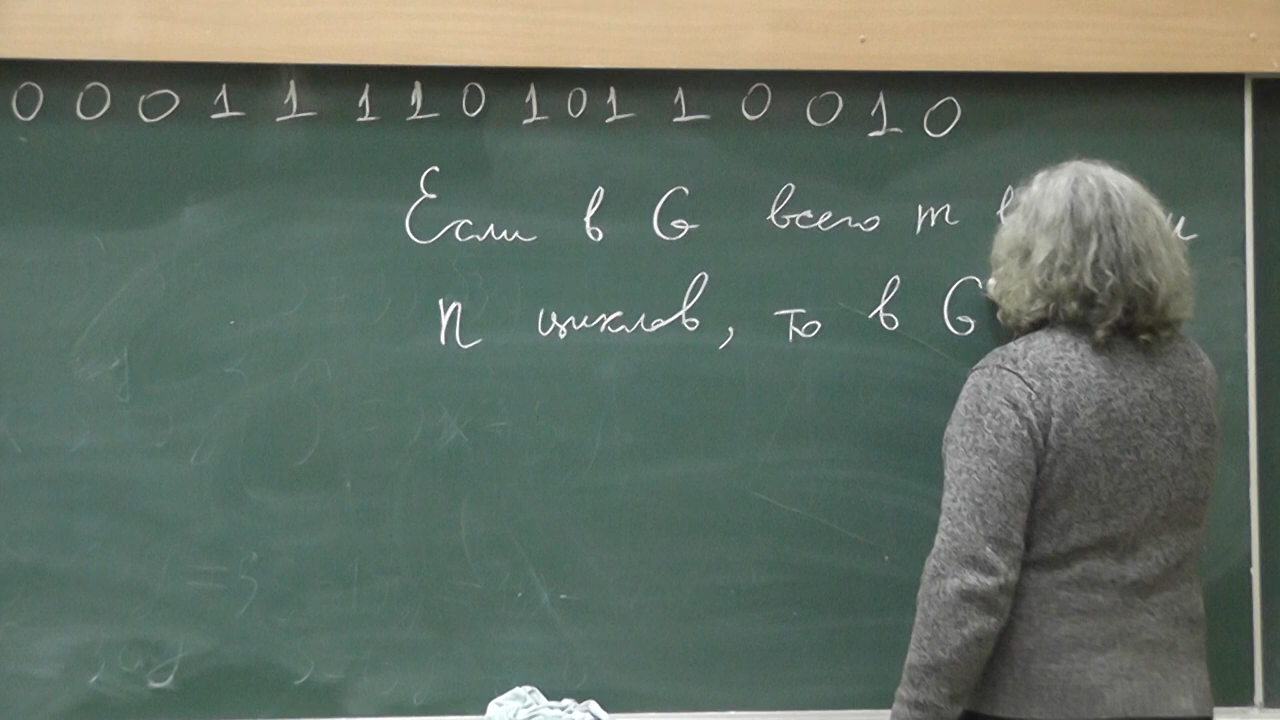 0 0 0 1 1 1 1 0 1 0 1 1 0 0 1 0
Если в G всего m
n циклов, то в G